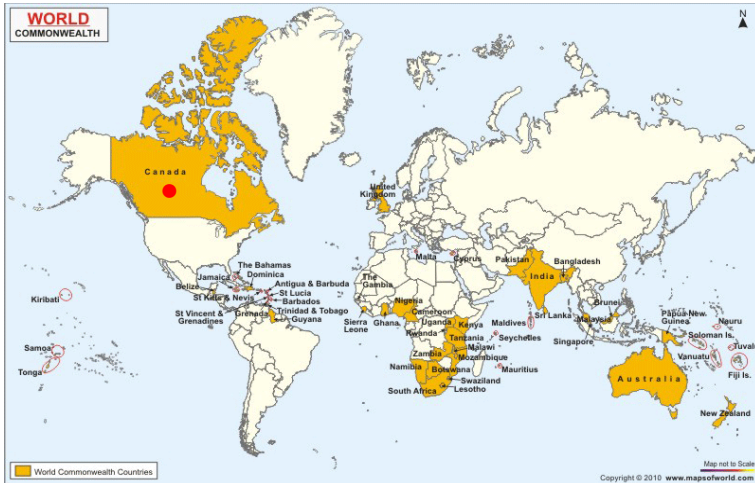 WORLD
COMMONWEALTH
N
Canada
United
Kingdom
Malta
Cyprus
Pakistan
Bangladesh
India
The Bahamas
Jamaica
Dominica
Belize
Antigua & Barbuda
St Kitts & Nevis
St Lucia
Barbados
Trinidad & Tobago
St Vincent &
Grenadines
Grenada
Guyana
Kiribati
Samoa
Tonga
The
Gambia
Nigeria
Cameroon
Sierra
Leone
Ghana
Uganda
Kenya
Rwanda
Tanzania
Malawi
Zambia
Mozambique
Namibia
Botswana
Swaziland
South Africa
Lesotho
Maldives
Sri Lanka
Seychelles
Mauritius
Brunei
Malaysia
Singapore
Papua New
Guinea
Nauru
Soloman Is.
Tuvalu
Vanuatu
Fiji Is.
Australia
New Zealand
World Commonwealth Countries
Map not to Scale
Copyright © 2010 www.mapsofworld.com